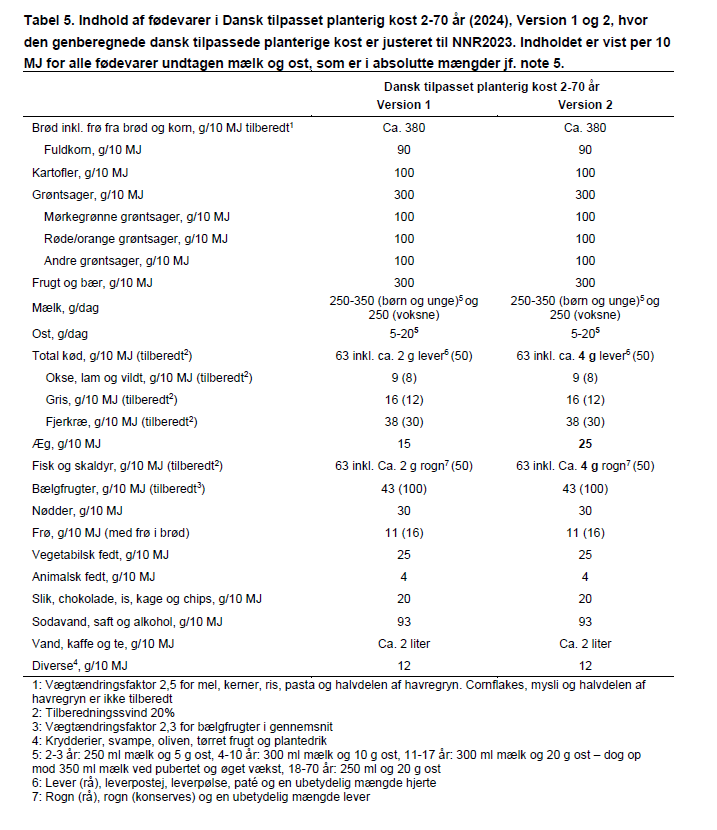 Tabel 5. Indhold af fødevarer i Dansk tilpasset planterig kost 2-70 år (2024), Version 1 og 2, hvor
den genberegnede dansk tilpassede planterige kost er justeret til NNR2023. Indholdet er vist per 10
MJ for alle fødevarer undtagen mælk og ost, som er i absolutte mængder jf. note 5.
Dansk tilpasset planterig kost 2-70 år
Version 1 Version 2
Brød inkl. frø fra brød og korn, g/10 MJ tilberedt1 Ca. 380 Ca. 380
Fuldkorn, g/10 MJ 90 90
Kartofler, g/10 MJ 100 100
Grøntsager, g/10 MJ 300 300
Mørkegrønne grøntsager, g/10 MJ 100 100
Røde/orange grøntsager, g/10 MJ 100 100
Andre grøntsager, g/10 MJ 100 100
Frugt og bær, g/10 MJ 300 300
Mælk, g/dag 250-350 (børn og unge)5 og 250 (voksne) 250-350 (børn og unge)5 og 250 (voksne)
Ost, g/dag 5-205 5-205
Total kød, g/10 MJ (tilberedt2) 63 inkl. ca. 2 g lever6 (50) 63 inkl. ca. 4 g lever6 (50)
Okse, lam og vildt, g/10 MJ (tilberedt2) 9 (8) 9 (8)
Gris, g/10 MJ (tilberedt2) 16 (12) 16 (12)
Fjerkræ, g/10 MJ (tilberedt2) 38 (30) 38 (30)
Æg, g/10 MJ 15 25
Fisk og skaldyr, g/10 MJ (tilberedt2) 63 inkl. Ca. 2 g rogn7 (50) 63 inkl. Ca. 4 g rogn7 (50)
Bælgfrugter, g/10 MJ (tilberedt3) 43 (100) 43 (100)
Nødder, g/10 MJ 30 30
Frø, g/10 MJ (med frø i brød) 11 (16) 11 (16)
Vegetabilsk fedt, g/10 MJ 25 25
Animalsk fedt, g/10 MJ 4 4
Slik, chokolade, is, kage og chips, g/10 MJ 20 20
Sodavand, saft og alkohol, g/10 MJ 93 93
Vand, kaffe og te, g/10 MJ Ca. 2 liter Ca. 2 liter
Diverse4, g/10 MJ 12 12
1: Vægtændringsfaktor 2,5 for mel, kerner, ris, pasta og halvdelen af havregryn. Cornflakes, mysli og halvdelen af
havregryn er ikke tilberedt
2: Tilberedningssvind 20%
3: Vægtændringsfaktor 2,3 for bælgfrugter i gennemsnit
4: Krydderier, svampe, oliven, tørret frugt og plantedrik
5: 2-3 år: 250 ml mælk og 5 g ost, 4-10 år: 300 ml mælk og 10 g ost, 11-17 år: 300 ml mælk og 20 g ost – dog op
mod 350 ml mælk ved pubertet og øget vækst, 18-70 år: 250 ml og 20 g ost
6: Lever (rå), leverpostej, leverpølse, paté og en ubetydelig mængde hjerte
7: Rogn (rå), rogn (konserves) og en ubetydelig mængde lever